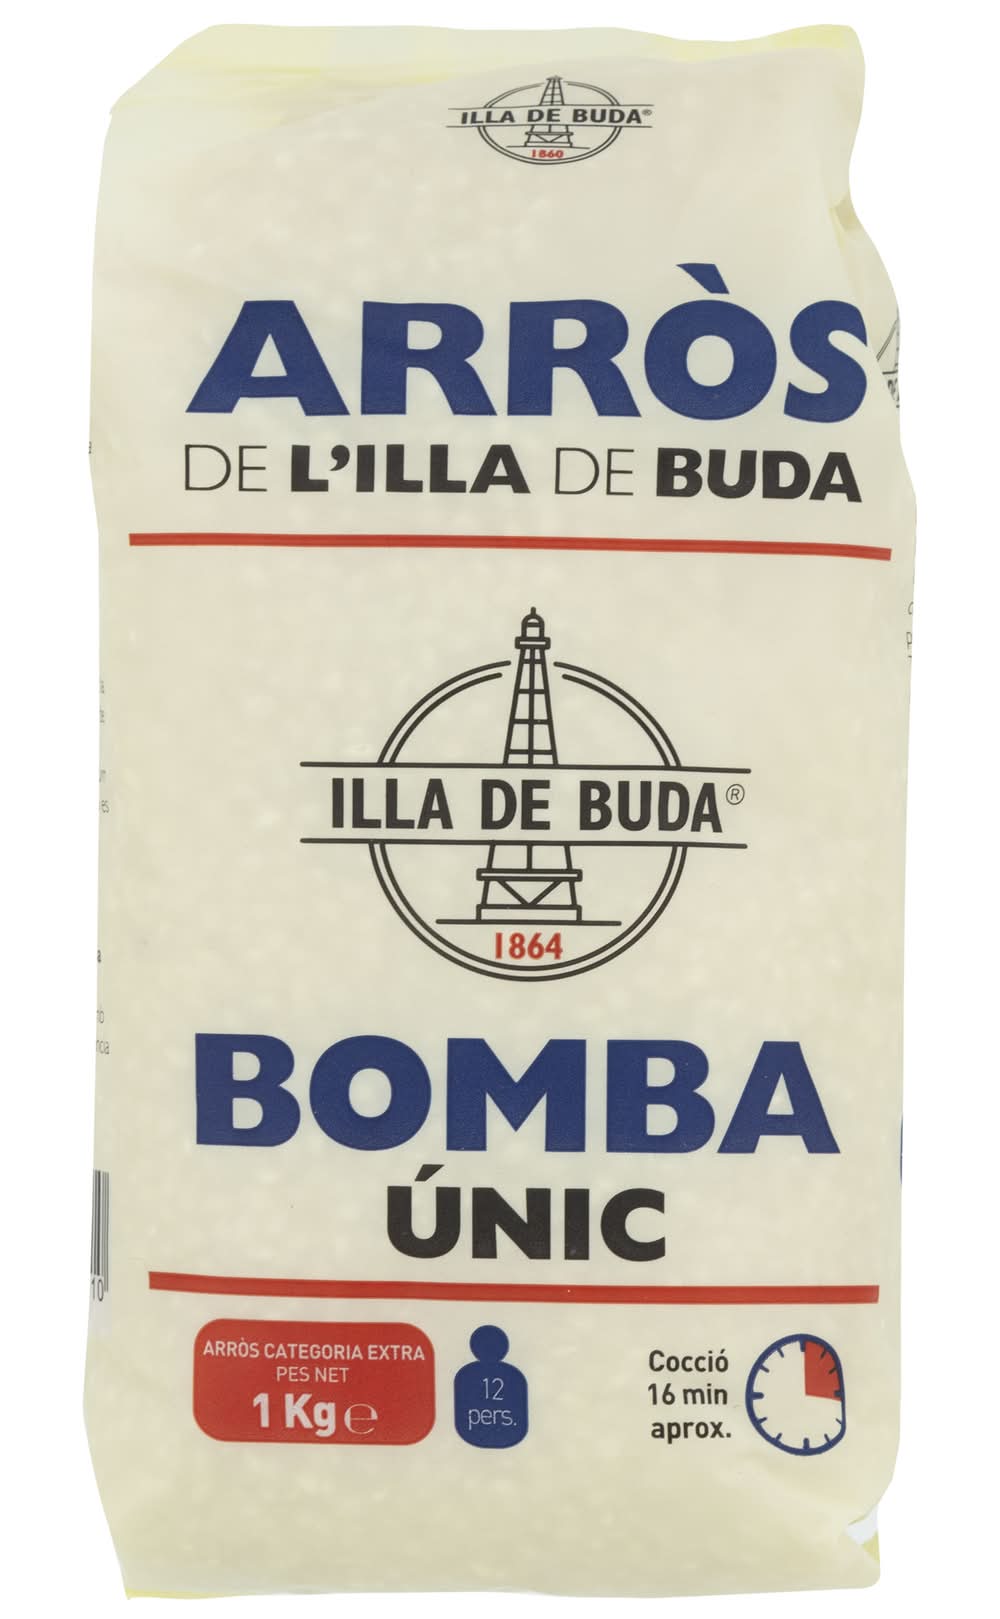 ILLA DE BUDA®
1860
ARRÒS
DE L'ILLA DE BUDA
ILLA DE BUDA®
1864
BOMBA
ÚNIC
ARRÒS CATEGORIA EXTRA
PES NET
1 Kg e
12
pers.
Cocció
16 min
aprox.
10